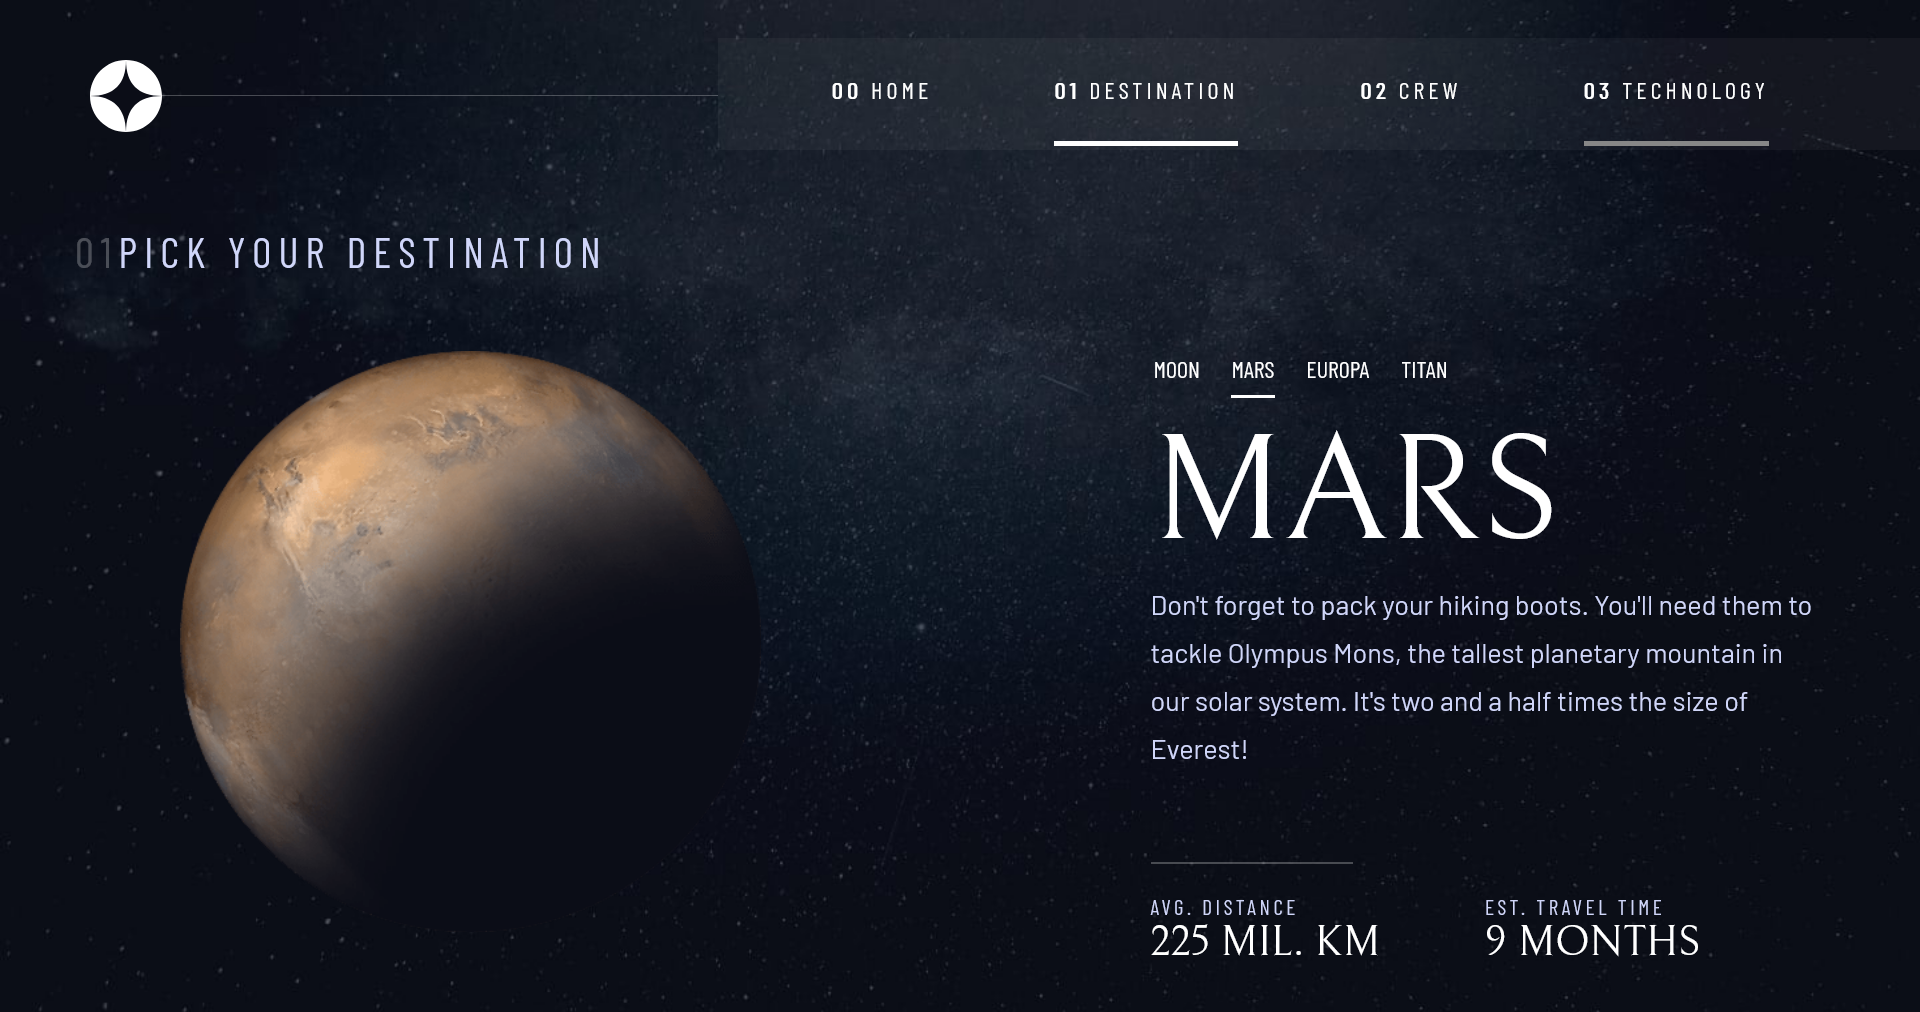 00 HOME 01 DESTINATION 02 CREW 03 TECHNOLOGY
01PICK YOUR DESTINATION
MOON MARS EUROPA TITAN
MARS
Don't forget to pack your hiking boots. You'll need them to
tackle Olympus Mons, the tallest planetary mountain in
our solar system. It's two and a half times the size of
Everest!
AVG. DISTANCE EST. TRAVEL TIME
225 MIL. KM 9 MONTHS